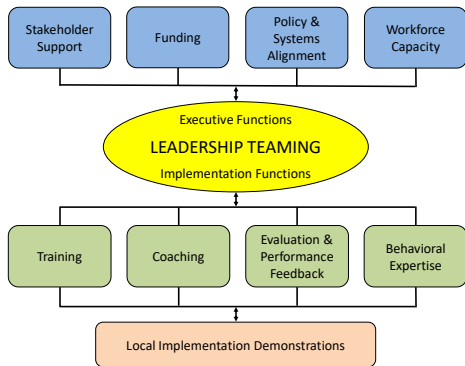 Stakeholder
Support
Funding
Policy &
Systems
Alignment
Workforce
Capacity
Executive Functions
LEADERSHIP TEAMING
Implementation Functions
Training
Coaching
Evaluation &
Performance
Feedback
Behavioral
Expertise
Local Implementation Demonstrations